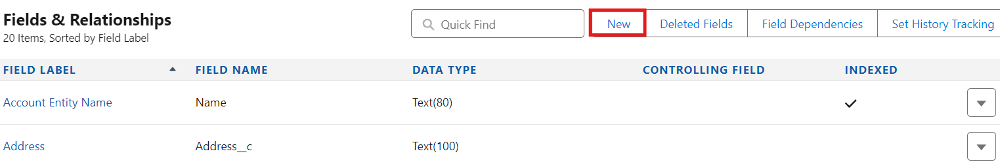 Fields & Relationships
20 Items, Sorted by Field Label
Quick Find
New
Deleted Fields
Field Dependencies
Set History Tracking
FIELD LABEL FIELD NAME DATA TYPE CONTROLLING FIELD INDEXED
Account Entity Name Name Text(80)
Address Address__c Text(100)